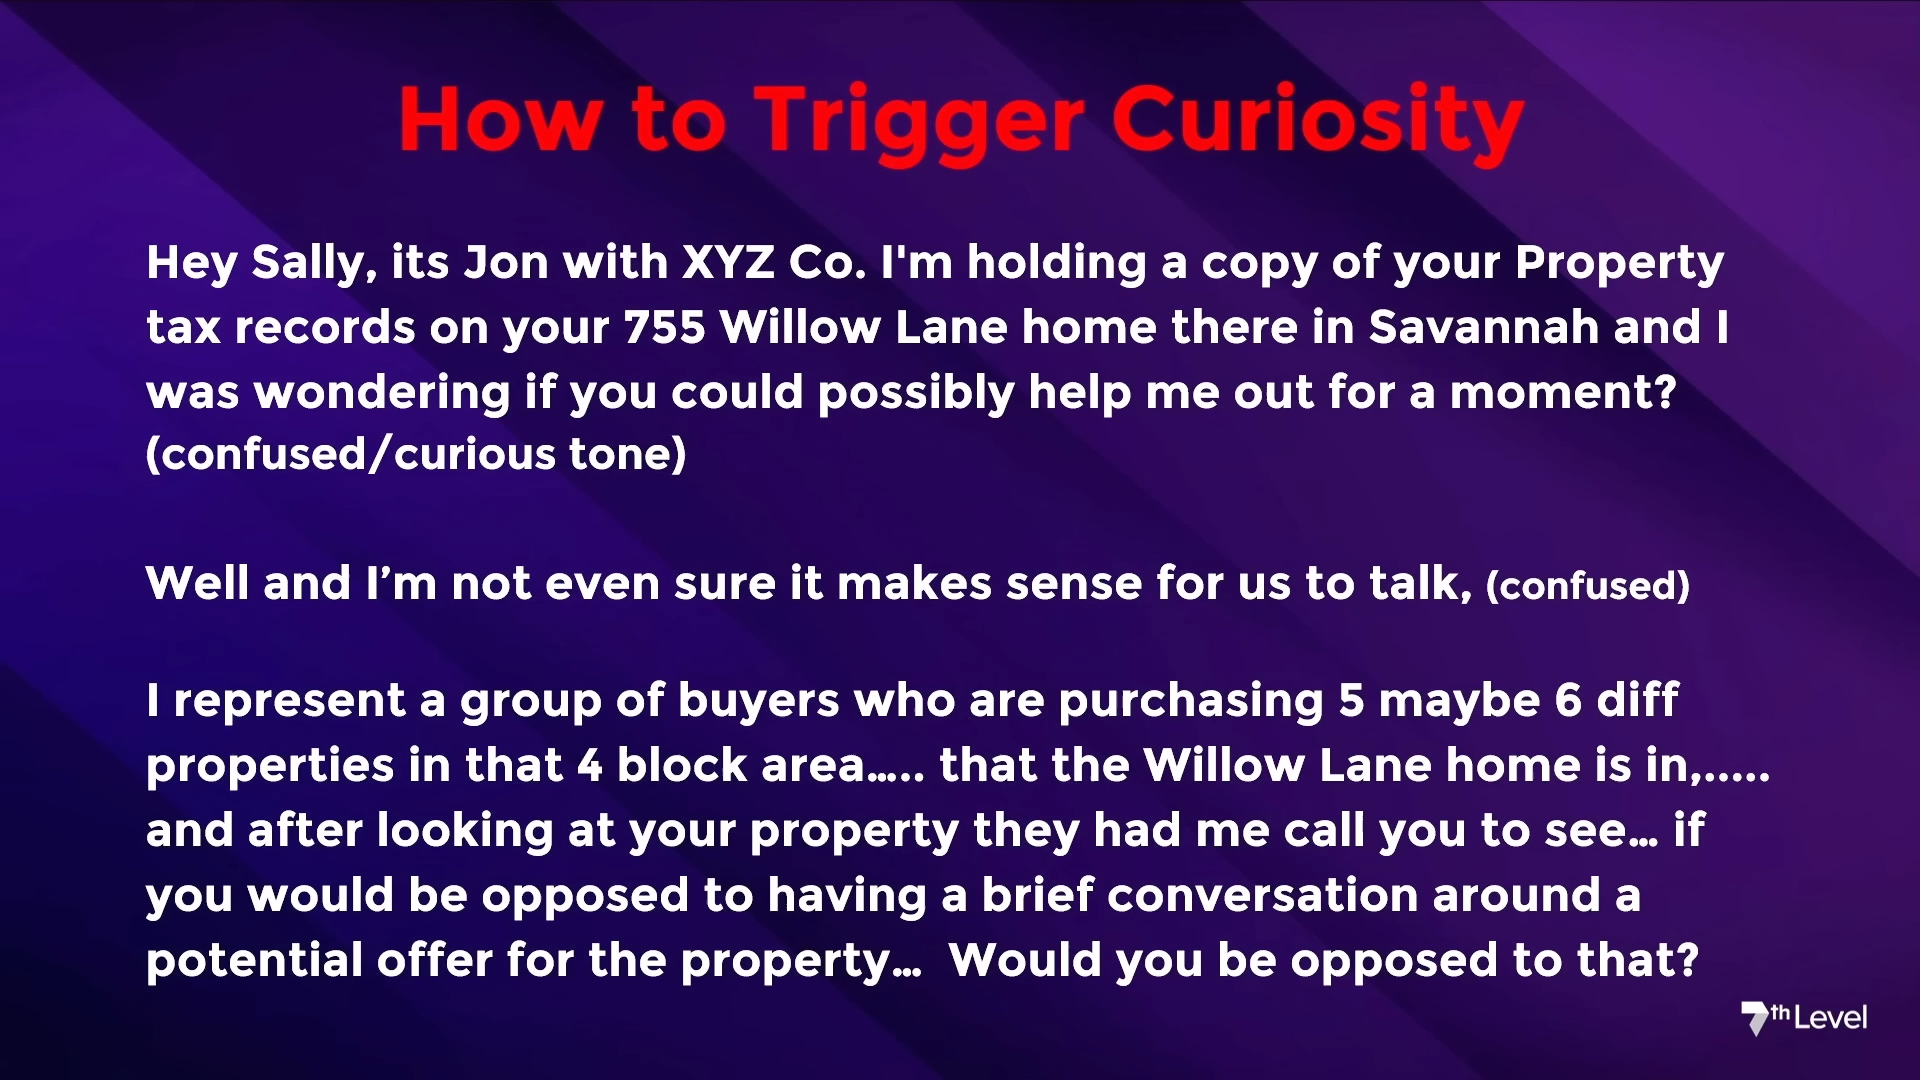 How to Trigger Curiosity
Hey Sally, its Jon with XYZ Co. I'm holding a copy of your Property
tax records on your 755 Willow Lane home there in Savannah and I
was wondering if you could possibly help me out for a moment?
(confused/curious tone)
Well and I’m not even sure it makes sense for us to talk, (confused)
I represent a group of buyers who are purchasing 5 maybe 6 diff
properties in that 4 block area….. that the Willow Lane home is in,…..
and after looking at your property they had me call you to see… if
you would be opposed to having a brief conversation around a
potential offer for the property…  Would you be opposed to that?
7th Level